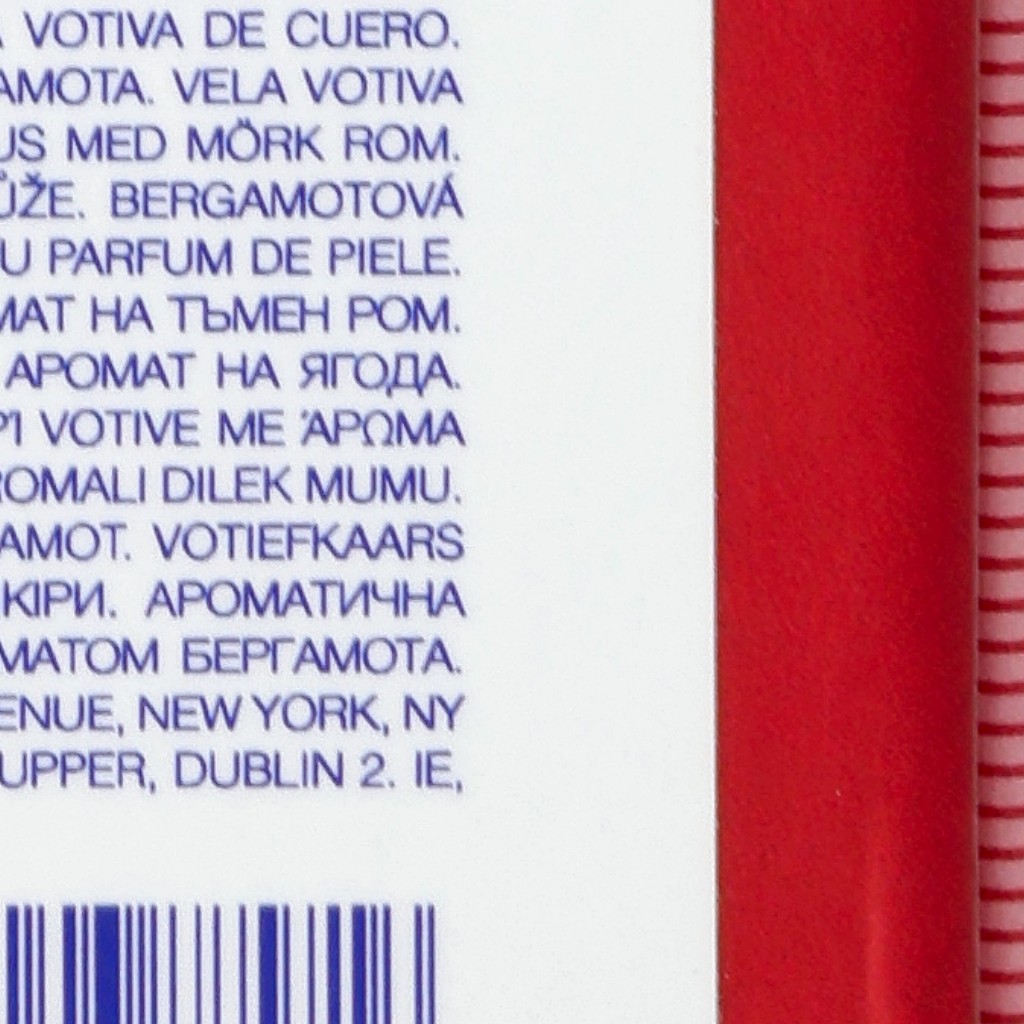 VOTIVA DE CUERO.
AMOTA. VELA VOTIVA
US MED MÖRK ROM.
ŮŽE. BERGAMOTOVÁ
U PARFUM DE PIELE.
МАТ НА ТЪМЕН РОМ.
АРОМАТ НА ЯГОДА.
VOTIVE ΜΕ ΆΡΩΜΑ
ROMALI DILEK MUMU.
AMOT. VOTIEFKAARS
КІРИ. АРОМАТИЧНА
МАТОМ БЕРГАМОТА.
ENUE, NEW YORK, NY
UPPER, DUBLIN 2. IE,